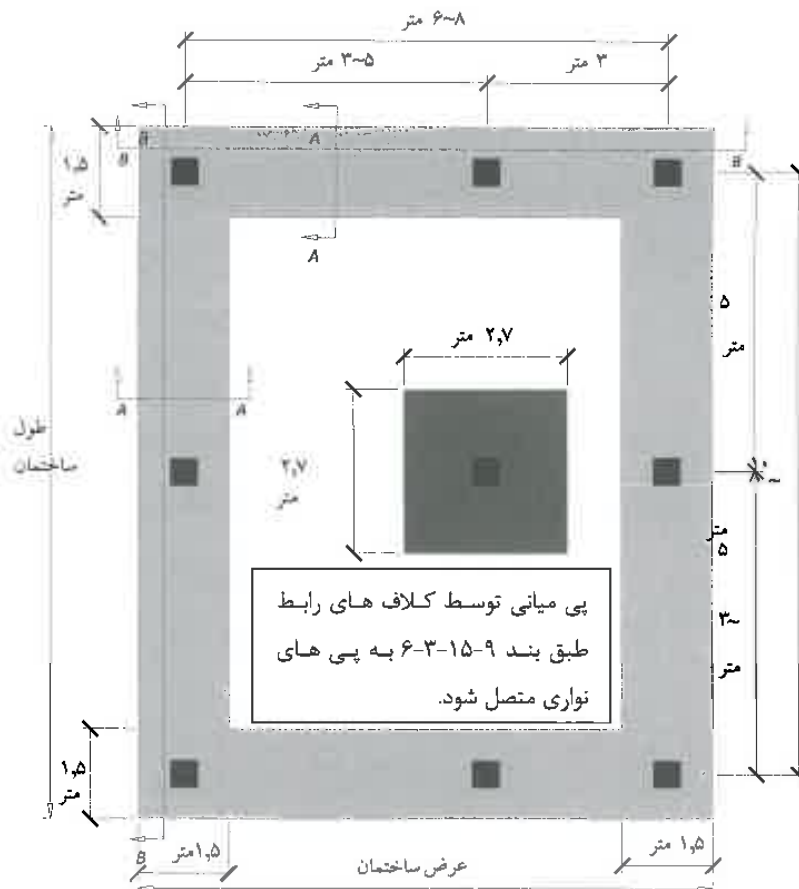 ۶~۸ متر
۳~۵ متر
۳ متر
B
A
B
B
۱,۵
متر
A
۵
متر
۲,۷ متر
A
A
طول
ساختمان
۲,۷
متر
متر
۵
۳~
متر
پی میانی توسط کلاف های رابط
طبق بند ۹-۱۵-۳-۶ به پی های
نواری متصل شود.
۱,۵
متر
B
۱,۵متر
عرض ساختمان
۱,۵ متر